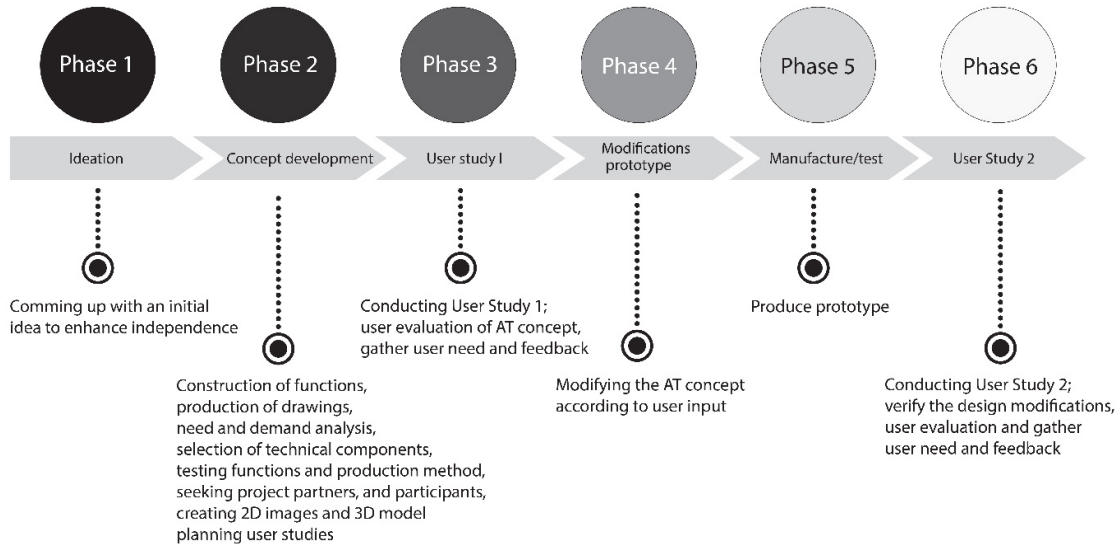 Phase 1
Phase 2
Phase 3
Phase 4
Phase 5
Phase 6
Ideation
Concept development
User study I
Modifications
prototype
Manufacture/test
User Study 2
Comming up with an initial
idea to enhance independence
Construction of functions,
production of drawings,
need and demand analysis,
selection of technical components,
testing functions and production method,
seeking project partners, and participants,
creating 2D images and 3D model
planning user studies
Conducting User Study 1;
user evaluation of AT concept,
gather user need and feedback
Modifying the AT concept
according to user input
Produce prototype
Conducting User Study 2;
verify the design modifications,
user evaluation and gather
user need and feedback